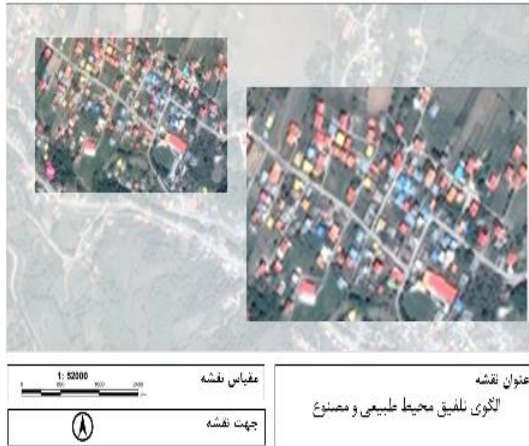 عنوان نقشه
الگوی تلفیق محیط طبیعی و مصنوع
مقیاس نقشه
1: 52000
جهت نقشه